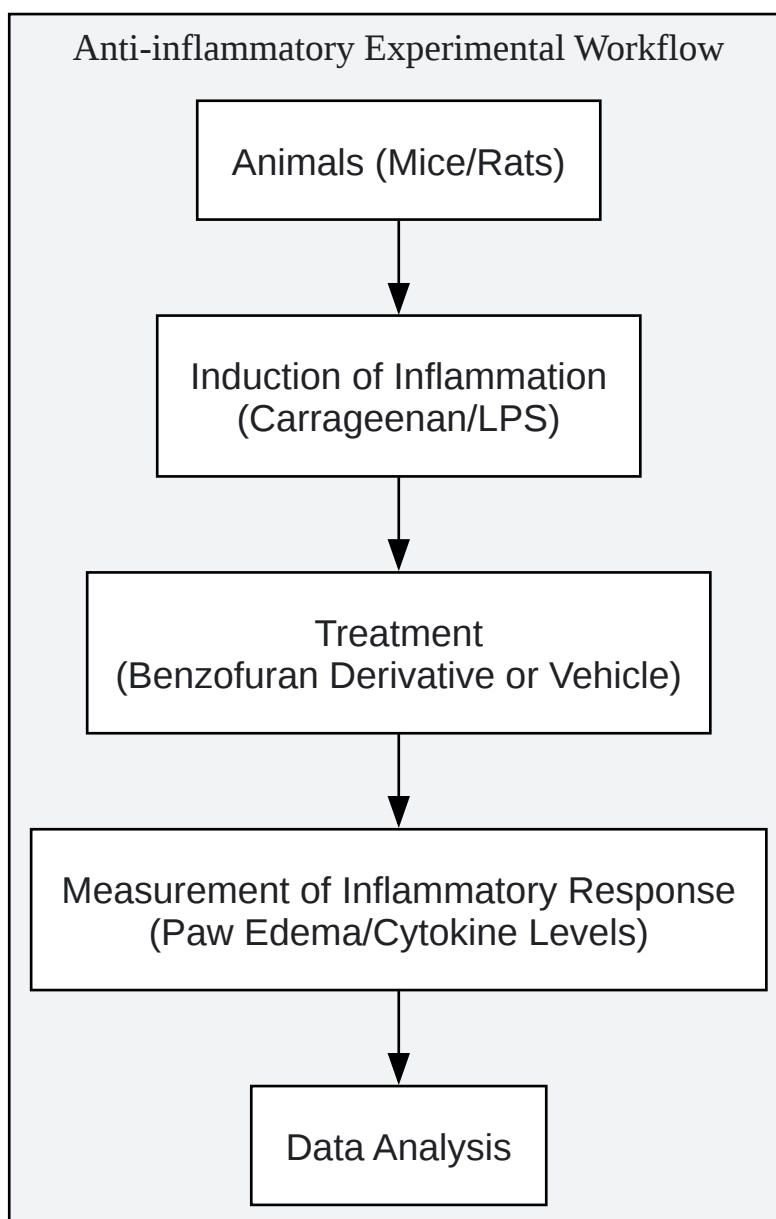 Anti-inflammatory Experimental Workflow
Animals (Mice/Rats)
Induction of Inflammation
(Carrageenan/LPS)
Treatment
(Benzofuran Derivative or Vehicle)
Measurement of Inflammatory Response
(Paw Edema/Cytokine Levels)
Data Analysis